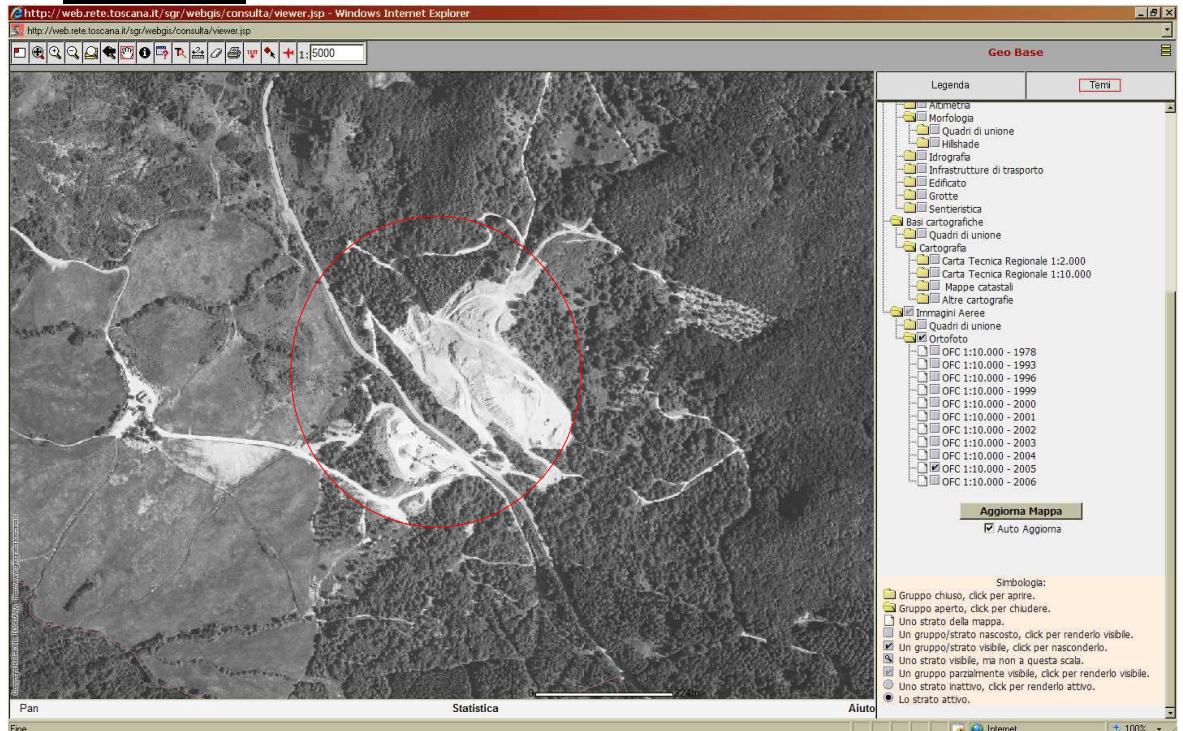 http://web.rete.toscana.it/sgr/webgis/consulta/viewer.jsp - Windows Internet Explorer
http://web.rete.toscana.it/sgr/webgis/consulta/viewer.jsp
1: 5000
Geo Base
Legenda
Temi
Altimetria
Morfologia
Quadri di unione
Hillshade
Idrografia
Infrastrutture di trasporto
Edificato
Grotte
Sentieristica
Basi cartografiche
Quadri di unione
Cartografia
Carta Tecnica Regionale 1:2.000
Carta Tecnica Regionale 1:10.000
Mappe catastali
Altre cartografie
Immagini Aeree
Quadri di unione
Ortofoto
OFC 1:10.000 - 1978
OFC 1:10.000 - 1993
OFC 1:10.000 - 1996
OFC 1:10.000 - 1999
OFC 1:10.000 - 2000
OFC 1:10.000 - 2001
OFC 1:10.000 - 2002
OFC 1:10.000 - 2003
OFC 1:10.000 - 2004
OFC 1:10.000 - 2005
OFC 1:10.000 - 2006
Aggiorna Mappa
Auto Aggiorna
Simbologia:
Gruppo chiuso, click per aprire.
Gruppo aperto, click per chiudere.
Uno strato della mappa.
Un gruppo/strato nascosto, click per renderlo visibile.
Un gruppo/strato visibile, click per nasconderlo.
Uno strato visibile, ma non a questa scala.
Un gruppo parzialmente visibile, click per renderlo visibile.
Uno strato inattivo, click per renderlo attivo.
Lo strato attivo.
0 224m
Pan
Statistica
Aiuto
Fine
Internet
100%